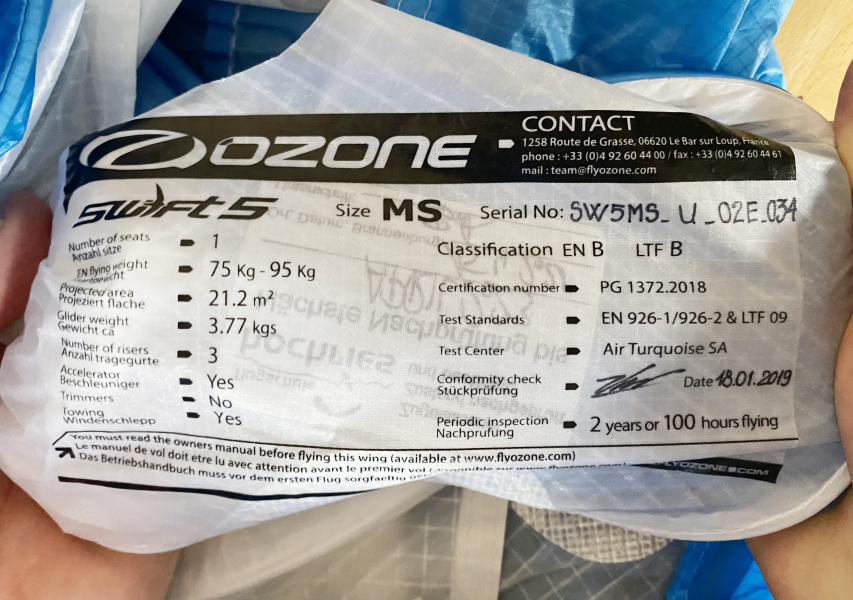 OZONE
CONTACT
1258 Route de Grasse, 06620 Le Bar sur Loup, France
phone : +33 (0)4 92 60 44 00 / fax : +33 (0)4 92 60 44 61
mail : team@flyozone.com
swift5
Size MS
Serial No: SW5MS_U_02E_034
Number of seats 1
Anzahl sitze
EN flying weight 75 Kg - 95 Kg
Projected area 21.2 m²
Projeziert flache
Glider weight 3.77 kgs
Gewicht ca
Number of risers 3
Anzahl tragegurte
Accelerator Yes
Beschleuniger
Trimmers No
Towing Yes
Windenschlepp
Classification EN B LTF B
Certification number PG 1372.2018
Test Standards EN 926-1/926-2 & LTF 09
Test Center Air Turquoise SA
Conformity check Date 18.01.2019
Stückprüfung
Periodic inspection 2 years or 100 hours flying
Nachprufung
You must read the owners manual before flying this wing (available at www.flyozone.com)
Le manuel de vol doit etre lu avec attention avant le premier vol
Das Betriebshandbuch muss vor dem ersten Flug sorgfaeltig
FLYOZONE.COM